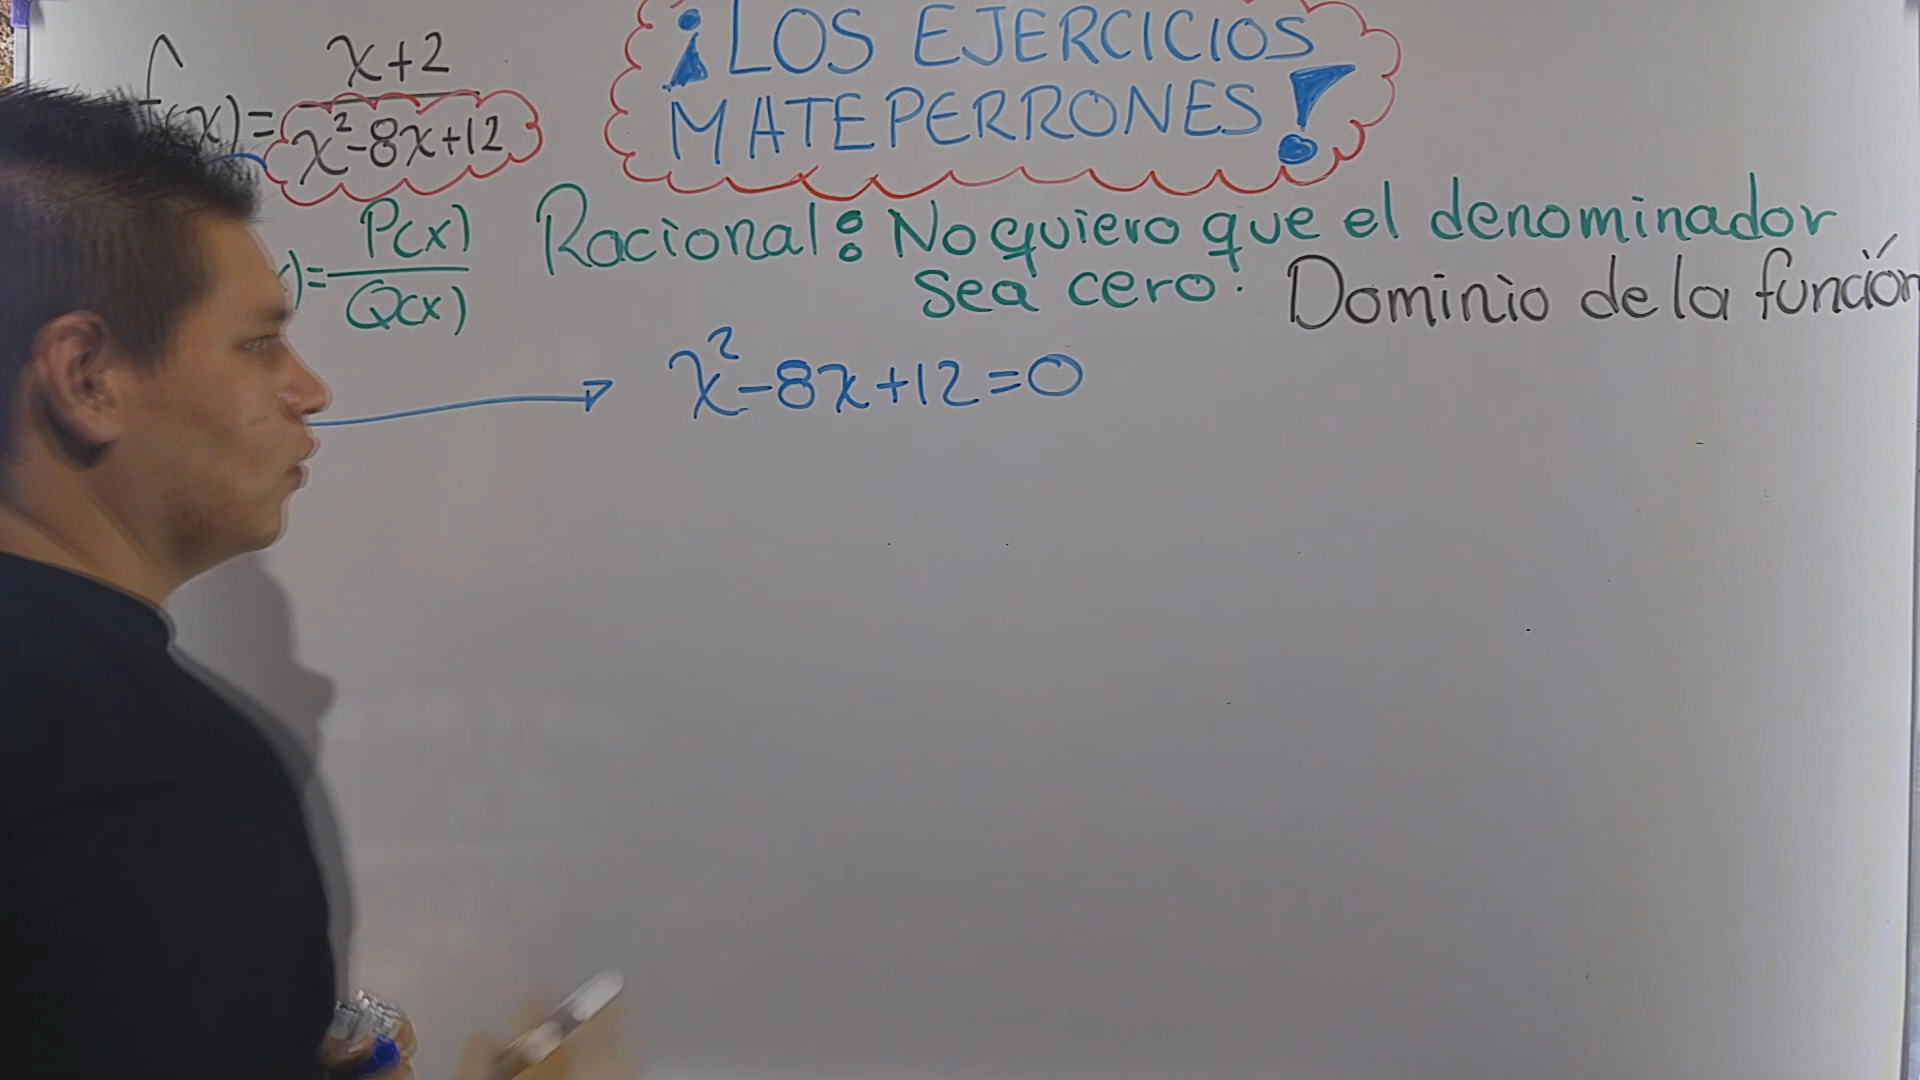 ¡LOS EJERCICIOS
MATEPERRONES!
f(x)=
x+2
x²-8x+12
)=
P(x)
Q(x)
Racional: No quiero que el denominador
sea cero.
Dominio de la función
x²-8x+12=0